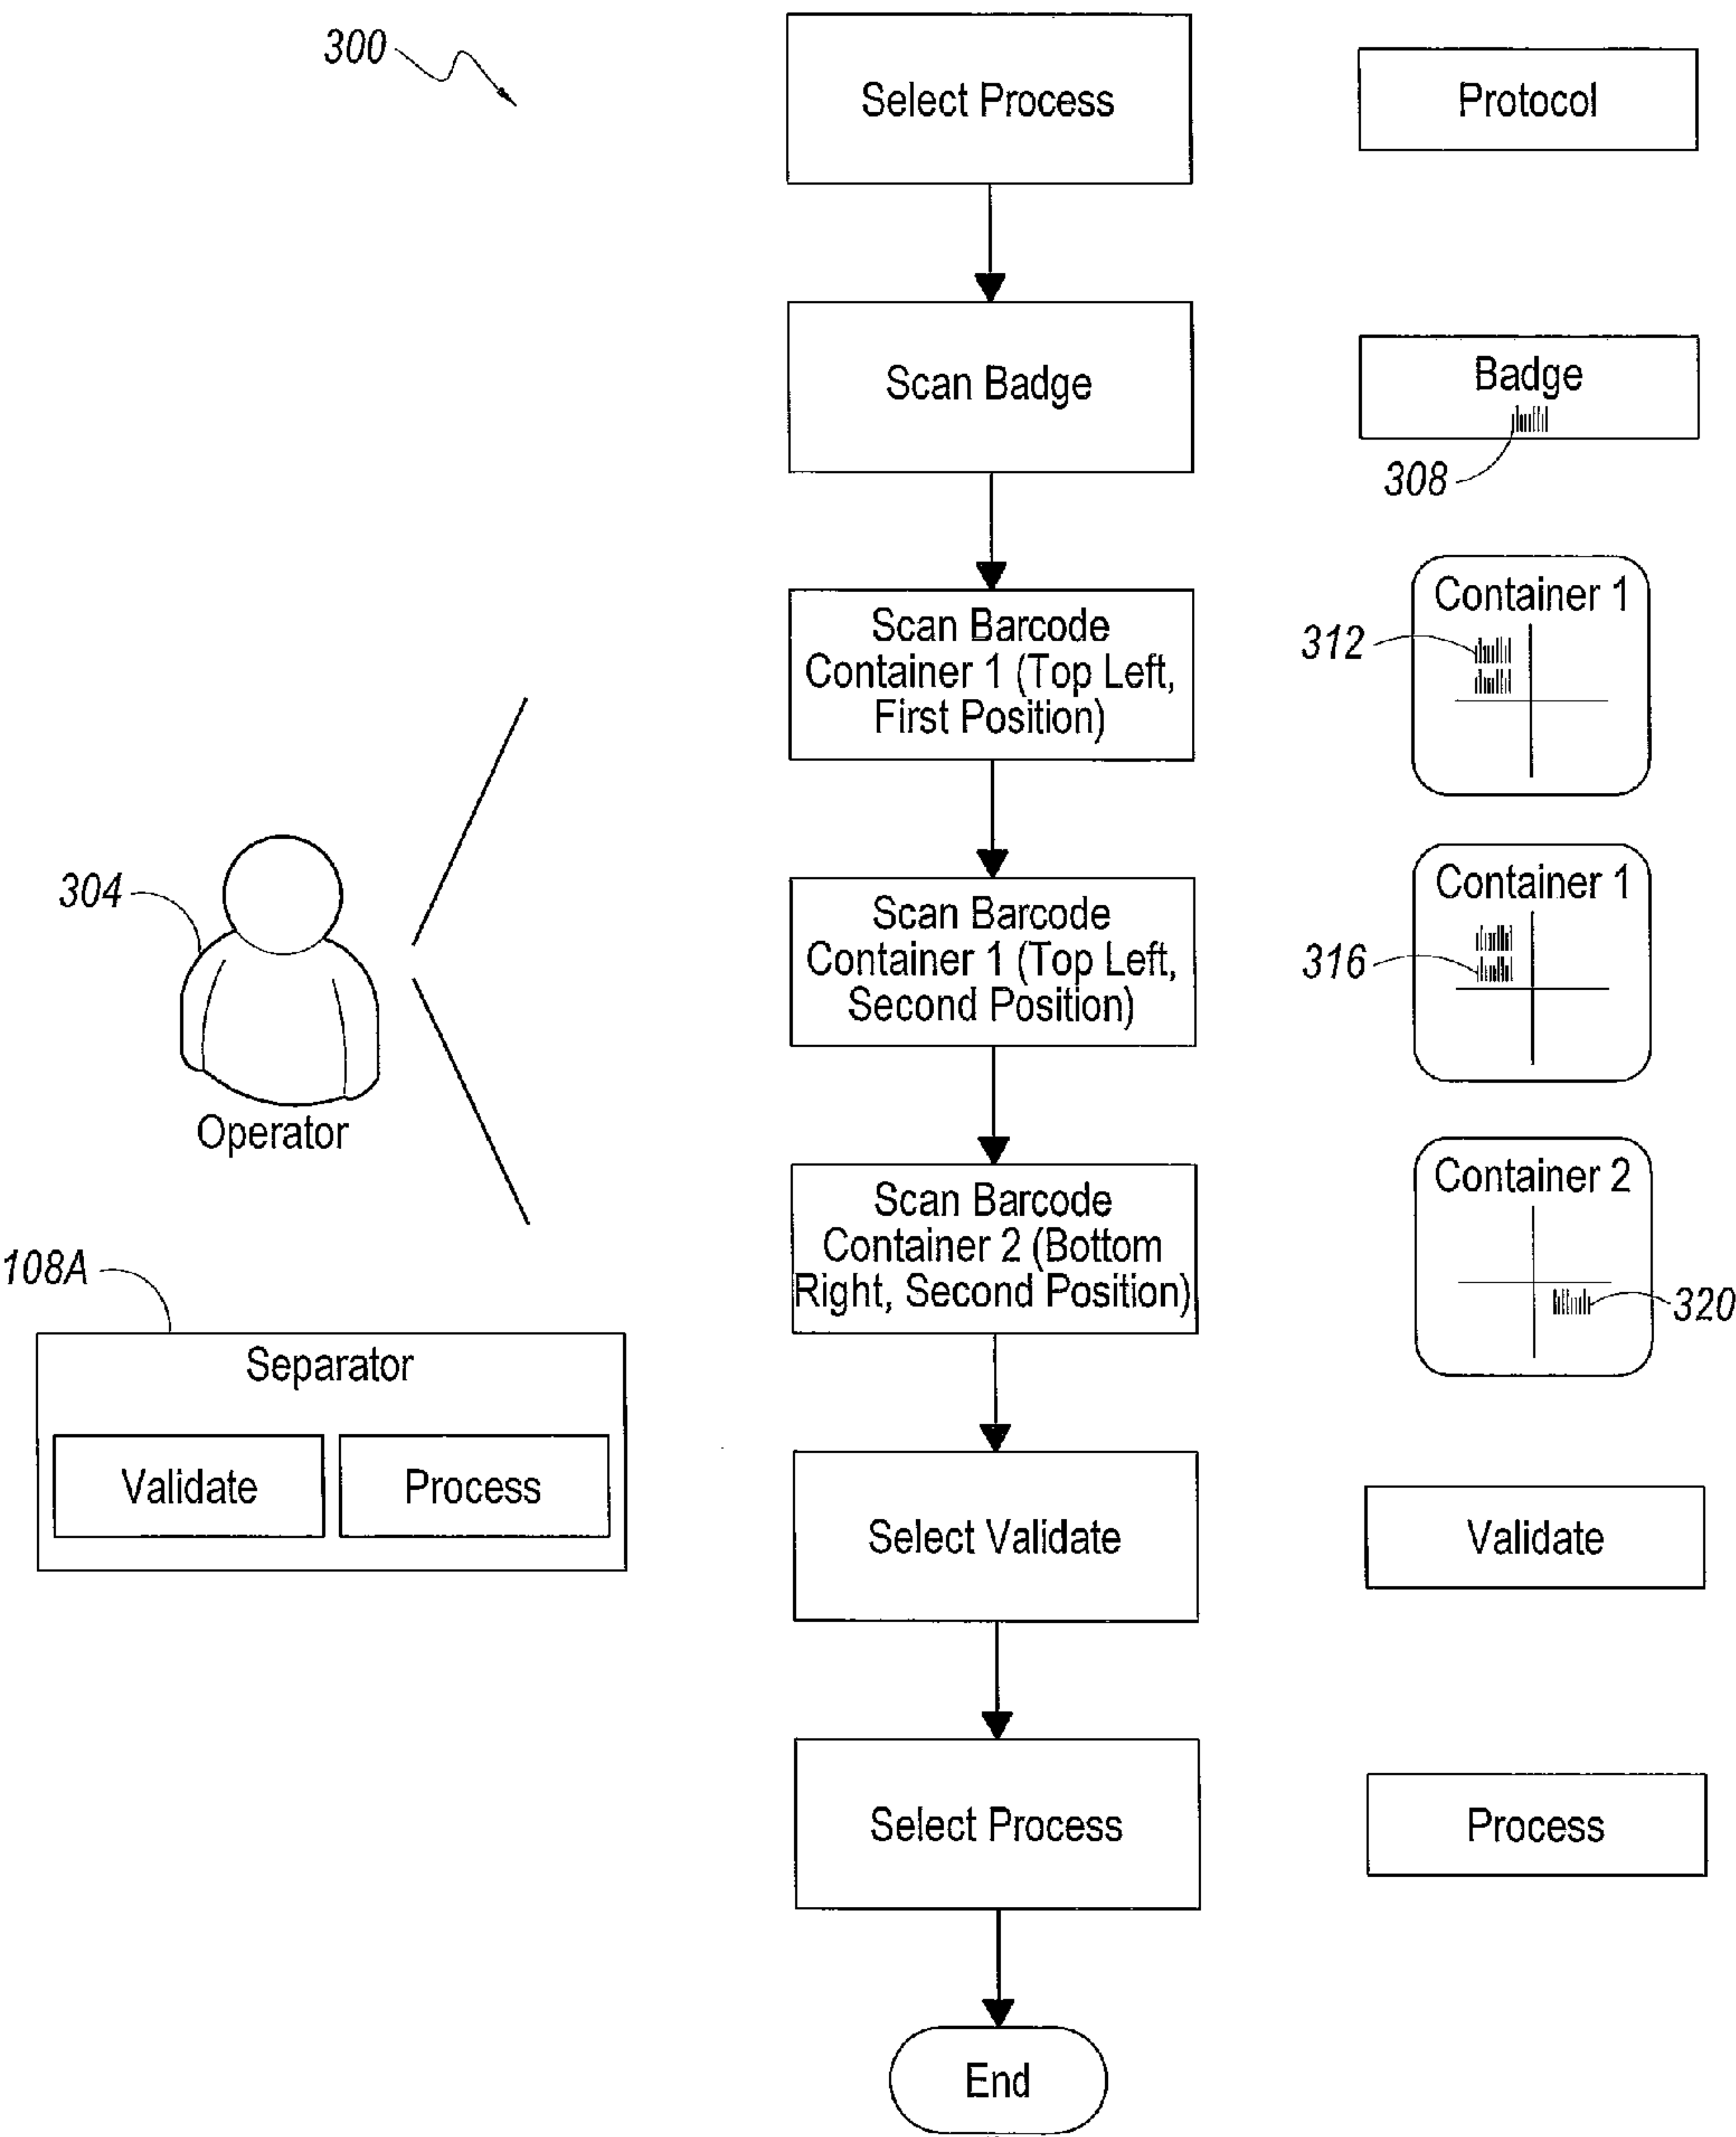 300
Select Process
Protocol
Scan Badge
Badge
308
Scan Barcode
Container 1 (Top Left,
First Position)
Container 1
312
304
Operator
Scan Barcode
Container 1 (Top Left,
Second Position)
Container 1
316
Scan Barcode
Container 2 (Bottom
Right, Second Position)
Container 2
320
108A
Separator
Validate
Process
Select Validate
Validate
Select Process
Process
End